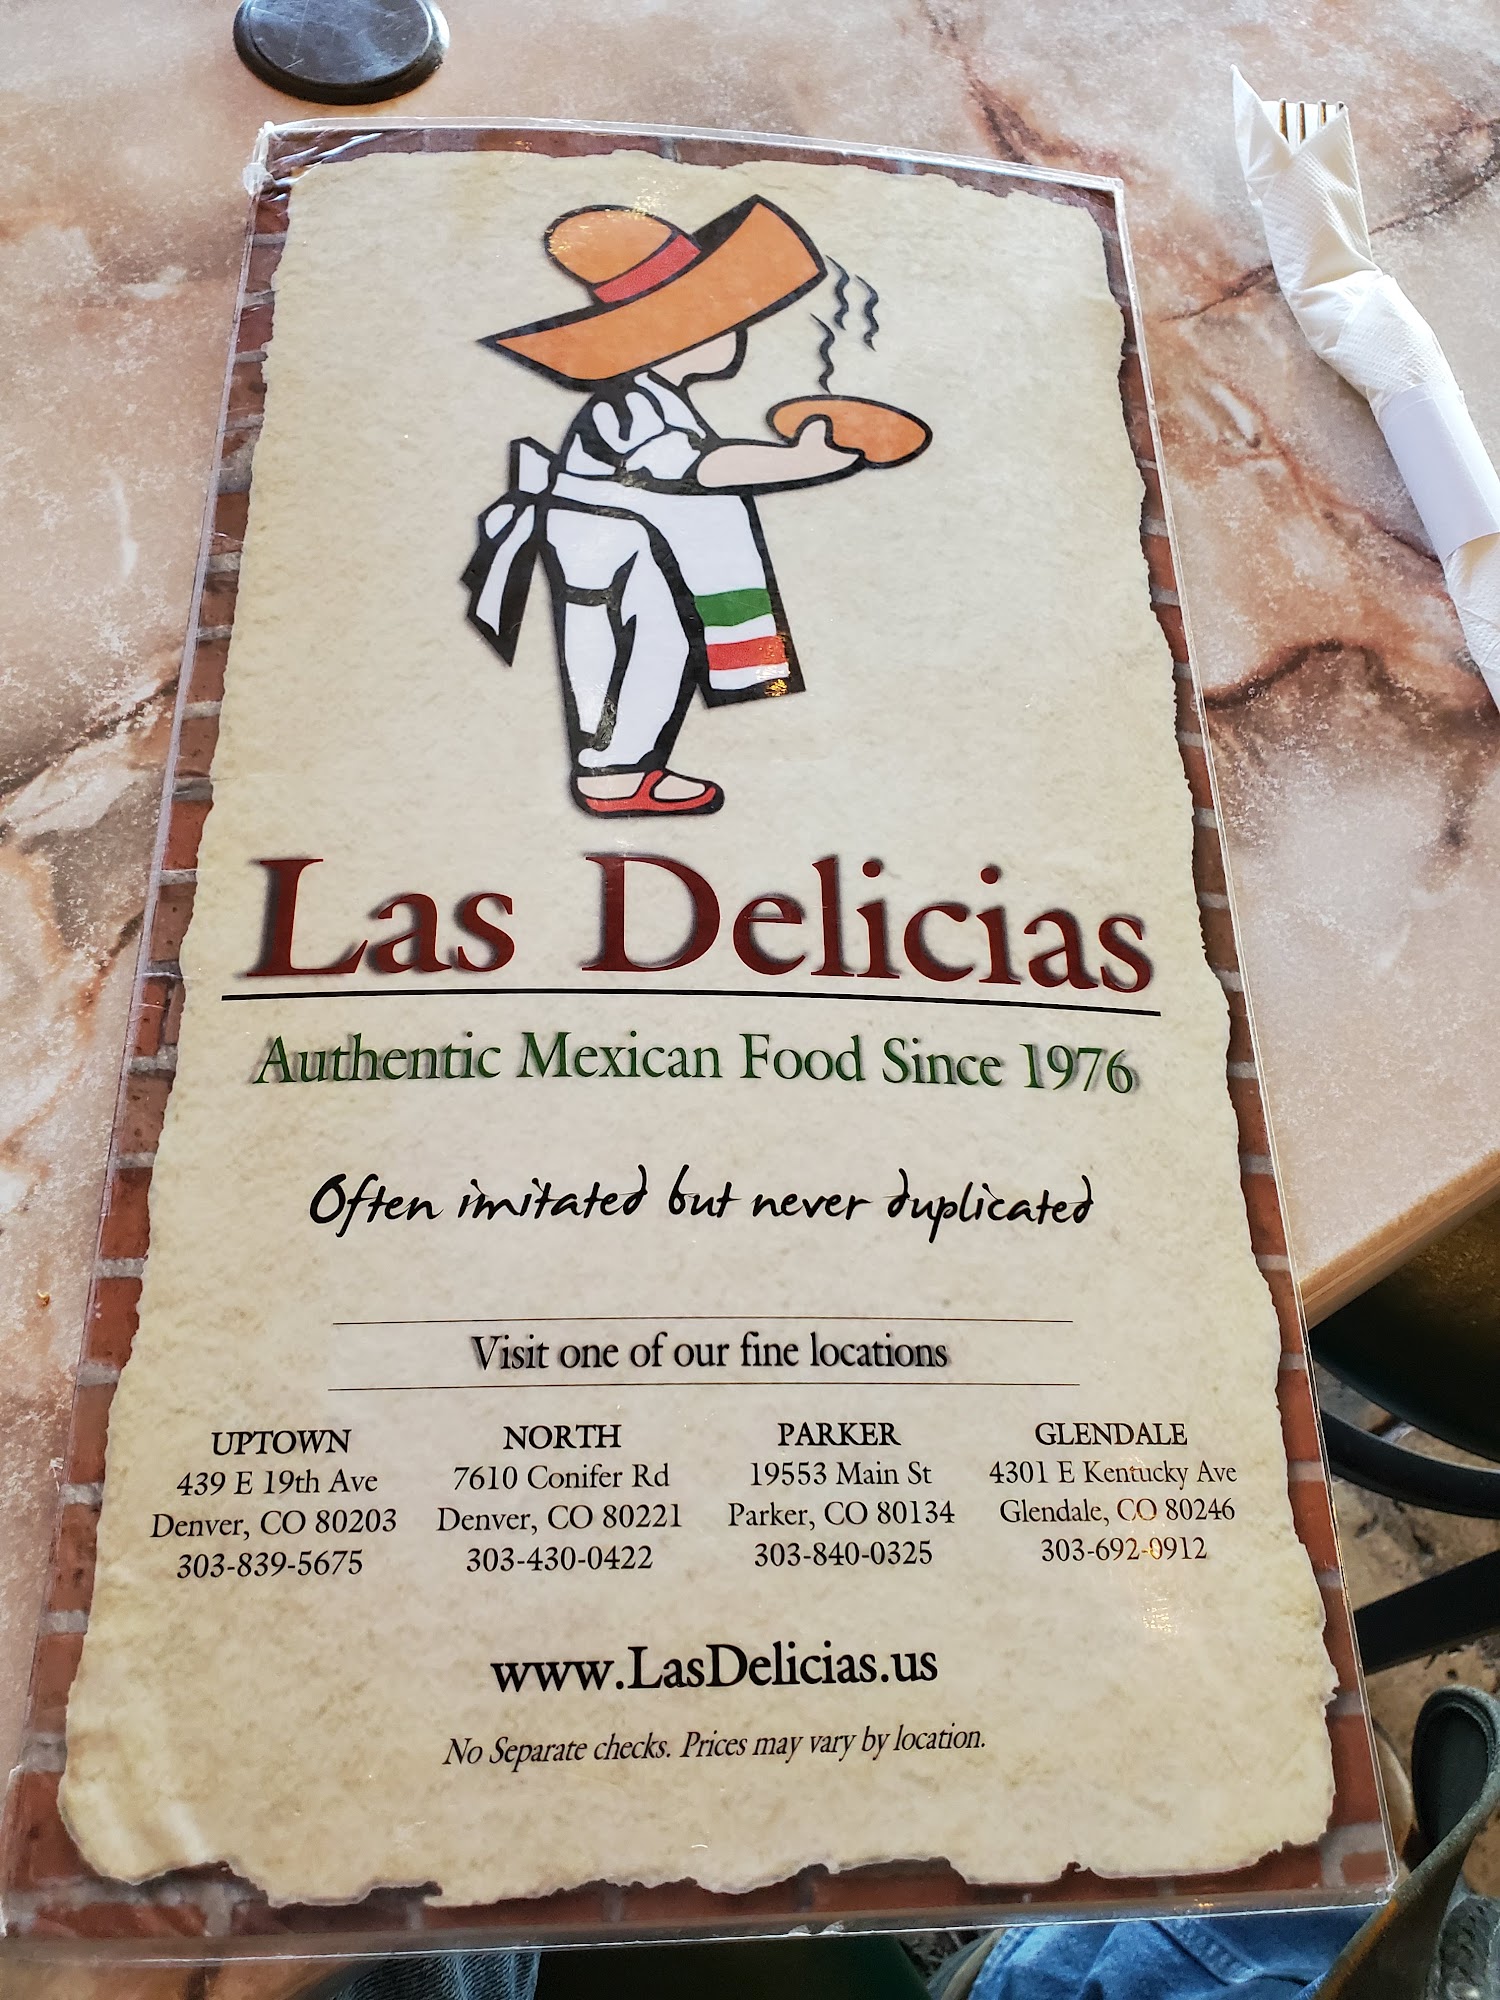 Las Delicias
Authentic Mexican Food Since 1976
Often imitated but never duplicated
Visit one of our fine locations
UPTOWN
439 E 19th Ave
Denver, CO 80203
303-839-5675
NORTH
7610 Conifer Rd
Denver, CO 80221
303-430-0422
PARKER
19553 Main St
Parker, CO 80134
303-840-0325
GLENDALE
4301 E Kentucky Ave
Glendale, CO 80246
303-692-0912
www.LasDelicias.us
No Separate checks. Prices may vary by location.